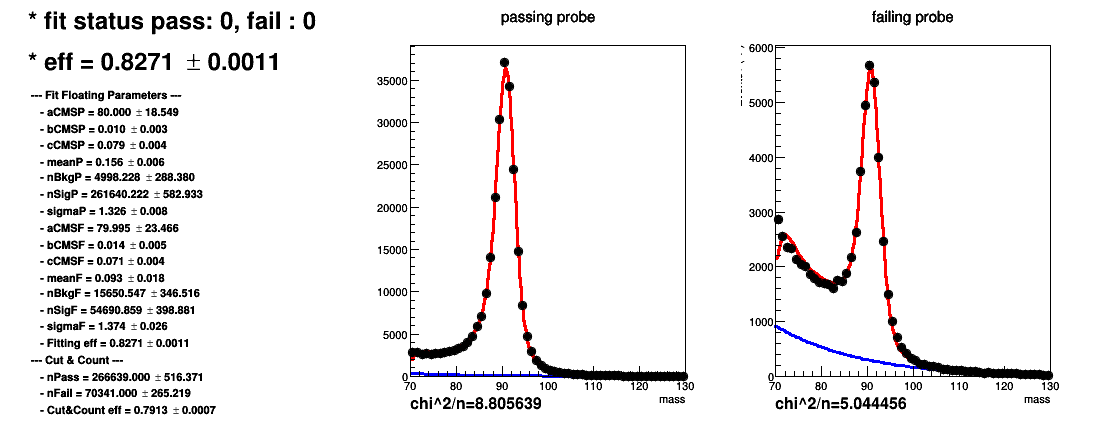 * fit status pass: 0, fail : 0
* eff = 0.8271 ± 0.0011
--- Fit Floating Parameters ---
- aCMSP = 80.000 ± 18.549
- bCMSP = 0.010 ± 0.003
- cCMSP = 0.079 ± 0.004
- meanP = 0.156 ± 0.006
- nBkgP = 4998.228 ± 288.380
- nSigP = 261640.222 ± 582.933
- sigmaP = 1.326 ± 0.008
- aCMSF = 79.995 ± 23.466
- bCMSF = 0.014 ± 0.005
- cCMSF = 0.071 ± 0.004
- meanF = 0.093 ± 0.018
- nBkgF = 15650.547 ± 346.516
- nSigF = 54690.859 ± 398.881
- sigmaF = 1.374 ± 0.026
- Fitting eff = 0.8271 ± 0.0011
--- Cut & Count ---
- nPass = 266639.000 ± 516.371
- nFail = 70341.000 ± 265.219
- Cut&Count eff = 0.7913 ± 0.0007
passing probe
35000
30000
25000
20000
15000
10000
5000
0
70 80 90 100 110 120 130
mass
chi^2/n=8.805639
failing probe
6000
5000
4000
3000
2000
1000
0
70 80 90 100 110 120 130
mass
chi^2/n=5.044456